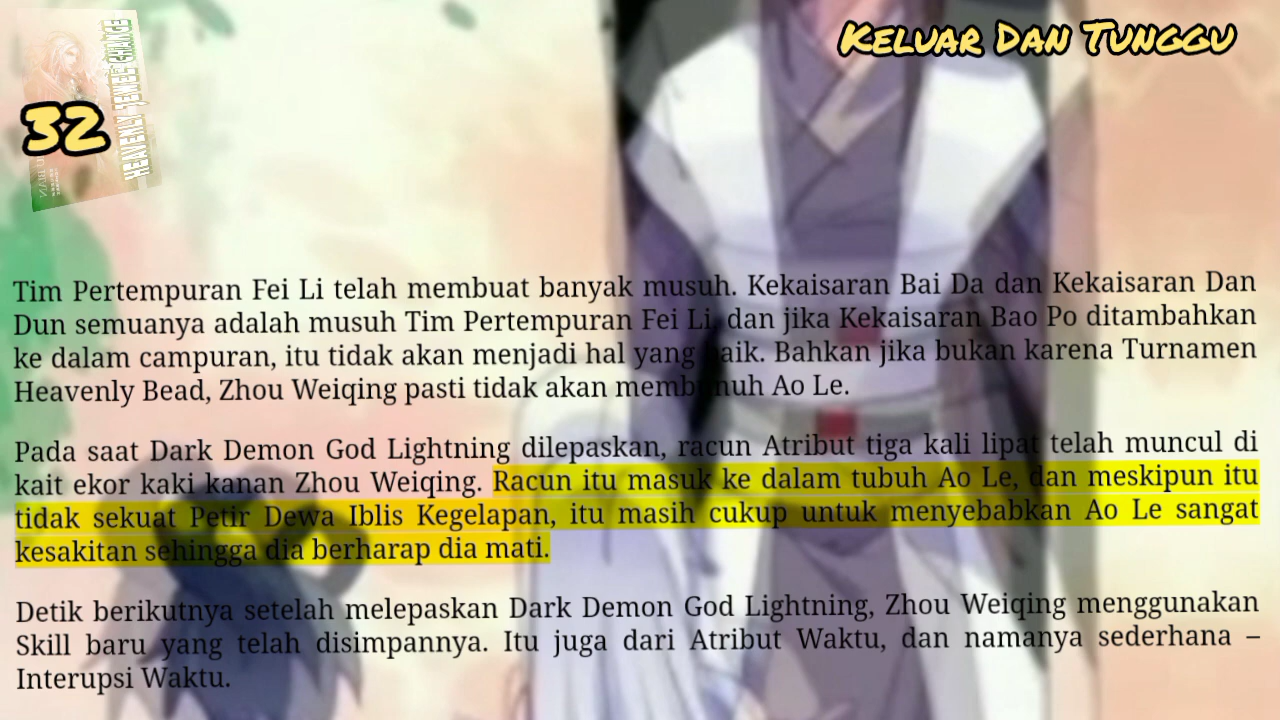 Keluar Dan Tunggu
32
HEAVENLY JEWEL CHANGE
Tim Pertempuran Fei Li telah membuat banyak musuh. Kekaisaran Bai Da dan Kekaisaran Dan
Dun semuanya adalah musuh Tim Pertempuran Fei Li, dan jika Kekaisaran Bao Po ditambahkan
ke dalam campuran, itu tidak akan menjadi hal yang baik. Bahkan jika bukan karena Turnamen
Heavenly Bead, Zhou Weiqing pasti tidak akan membunuh Ao Le.
Pada saat Dark Demon God Lightning dilepaskan, racun Atribut tiga kali lipat telah muncul di
kait ekor kaki kanan Zhou Weiqing. Racun itu masuk ke dalam tubuh Ao Le, dan meskipun itu
tidak sekuat Petir Dewa Iblis Kegelapan, itu masih cukup untuk menyebabkan Ao Le sangat
kesakitan sehingga dia berharap dia mati.
Detik berikutnya setelah melepaskan Dark Demon God Lightning, Zhou Weiqing menggunakan
Skill baru yang telah disimpannya. Itu juga dari Atribut Waktu, dan namanya sederhana –
Interupsi Waktu.